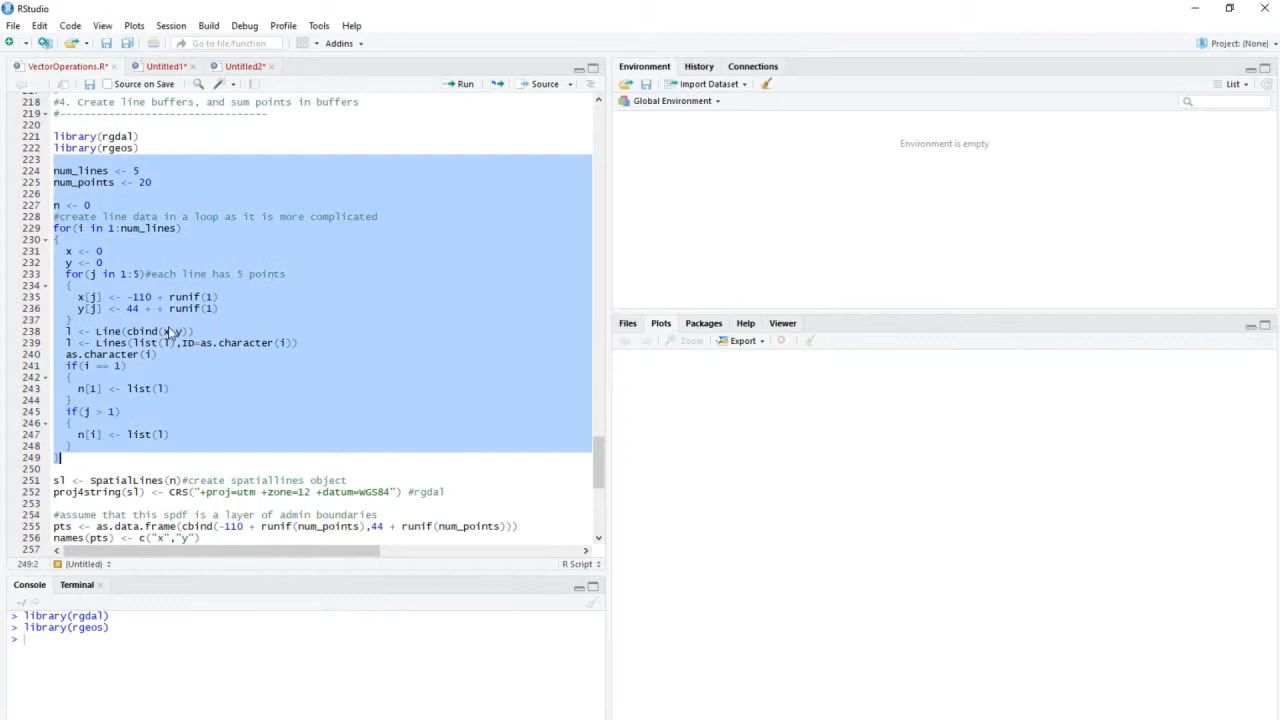 RStudio
File Edit Code View Plots Session Build Debug Profile Tools Help
Go to file/function Addins Project: (None)
VectorOperations.R* Untitled1* Untitled2*
Source on Save Run Source
218 #4. Create line buffers, and sum points in buffers
219 #----------------------------------
220
221 library(rgdal)
222 library(rgeos)
223
224 num_lines <- 5
225 num_points <- 20
226
227 n <- 0
228 #create line data in a loop as it is more complicated
229 for(i in 1:num_lines)
230 {
231 x <- 0
232 y <- 0
233 for(j in 1:5)#each line has 5 points
234 {
235 x[j] <- -110 + runif(1)
236 y[j] <- 44 + + runif(1)
237 }
238 l <- Line(cbind(x,y))
239 l <- Lines(list(l),ID=as.character(i))
240 as.character(i)
241 if(i == 1)
242 {
243 n[1] <- list(l)
244 }
245 if(j > 1)
246 {
247 n[i] <- list(l)
248 }
249 }
250
251 sl <- SpatialLines(n)#create spatiallines object
252 proj4string(sl) <- CRS("+proj=utm +zone=12 +datum=WGS84") #rgdal
253
254 #assume that this spdf is a layer of admin boundaries
255 pts <- as.data.frame(cbind(-110 + runif(num_points),44 + runif(num_points)))
256 names(pts) <- c("x","y")
257
249:2 (Untitled) R Script
Console Terminal
~/
> library(rgdal)
> library(rgeos)
>
Environment History Connections
Import Dataset List
Global Environment
Environment is empty
Files Plots Packages Help Viewer
Zoom Export